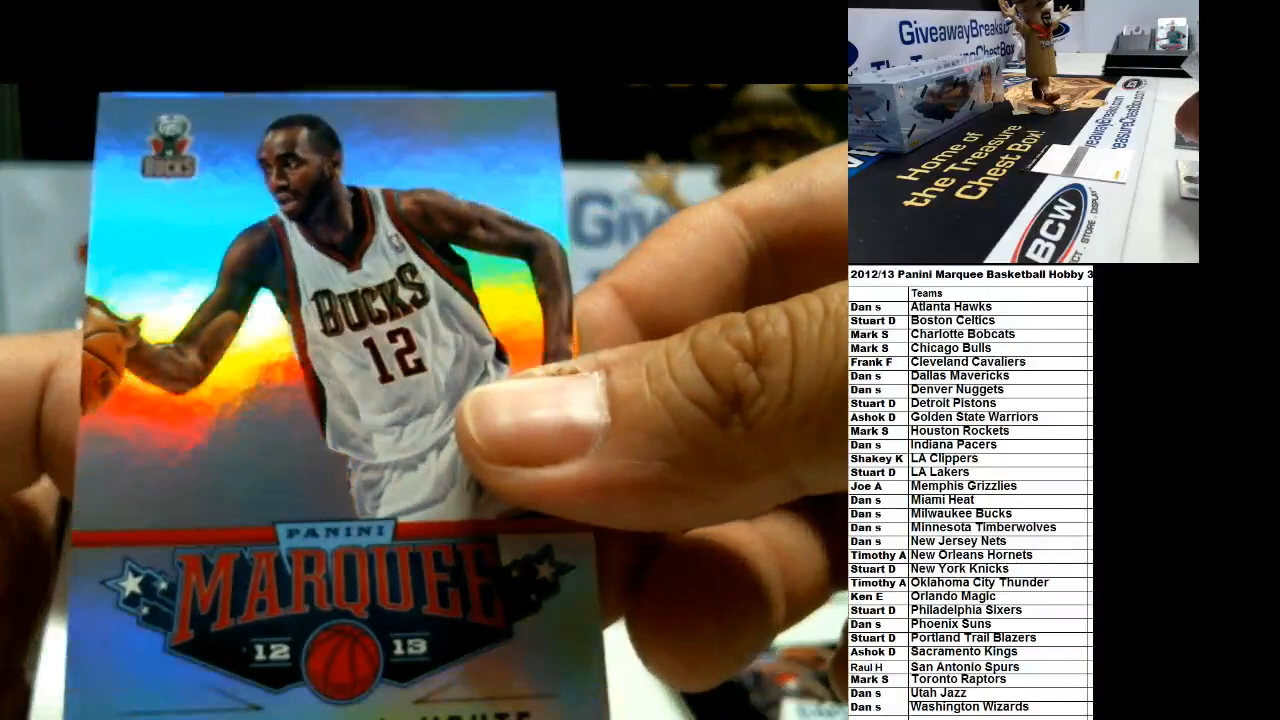 BUCKS
BUCKS
12
PANINI
MARQUEE
12 13
GiveawayBreaks.c
Home of
the Treasure
Chest Box!
BCW
2012/13 Panini Marquee Basketball Hobby 3
Teams
Dan s Atlanta Hawks
Stuart D Boston Celtics
Mark S Charlotte Bobcats
Mark S Chicago Bulls
Frank F Cleveland Cavaliers
Dan s Dallas Mavericks
Dan s Denver Nuggets
Stuart D Detroit Pistons
Ashok D Golden State Warriors
Mark S Houston Rockets
Dan s Indiana Pacers
Shakey K LA Clippers
Stuart D LA Lakers
Joe A Memphis Grizzlies
Dan s Miami Heat
Dan s Milwaukee Bucks
Dan s Minnesota Timberwolves
Dan s New Jersey Nets
Timothy A New Orleans Hornets
Stuart D New York Knicks
Timothy A Oklahoma City Thunder
Ken E Orlando Magic
Stuart D Philadelphia Sixers
Dan s Phoenix Suns
Stuart D Portland Trail Blazers
Ashok D Sacramento Kings
Raul H San Antonio Spurs
Mark S Toronto Raptors
Dan s Utah Jazz
Dan s Washington Wizards